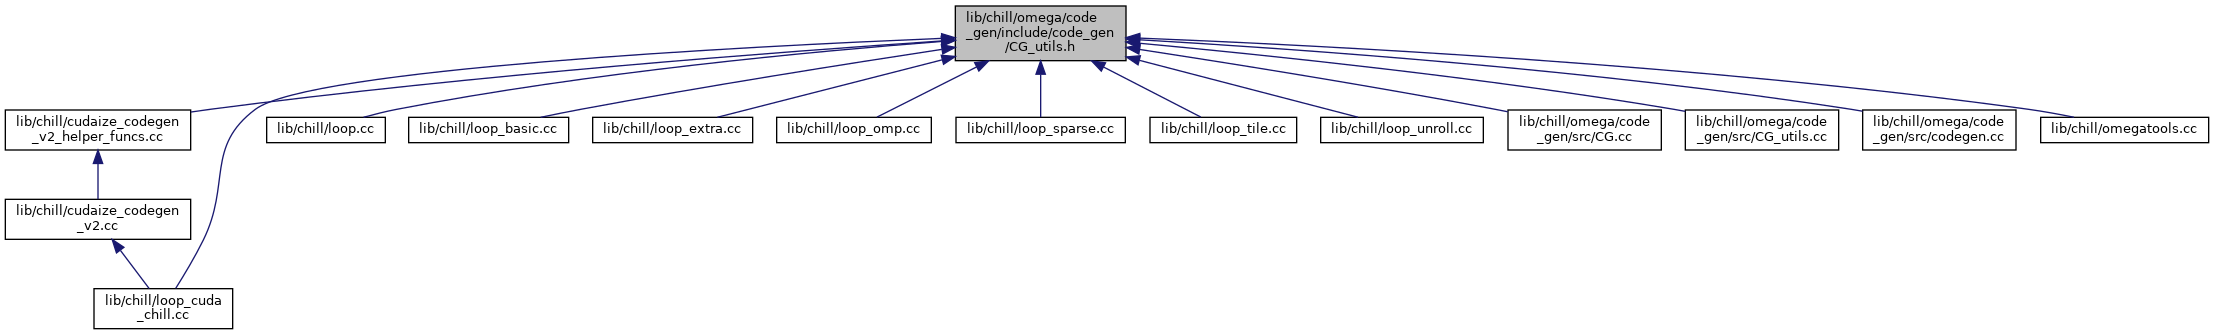 lib/chill/omega/code
_gen/include/code_gen
/CG_utils.h
lib/chill/cudaize_codegen
_v2_helper_funcs.cc
lib/chill/loop.cc
lib/chill/loop_basic.cc
lib/chill/loop_extra.cc
lib/chill/loop_omp.cc
lib/chill/loop_sparse.cc
lib/chill/loop_tile.cc
lib/chill/loop_unroll.cc
lib/chill/omega/code
_gen/src/CG.cc
lib/chill/omega/code
_gen/src/CG_utils.cc
lib/chill/omega/code
_gen/src/codegen.cc
lib/chill/omegatools.cc
lib/chill/cudaize_codegen
_v2.cc
lib/chill/loop_cuda
_chill.cc